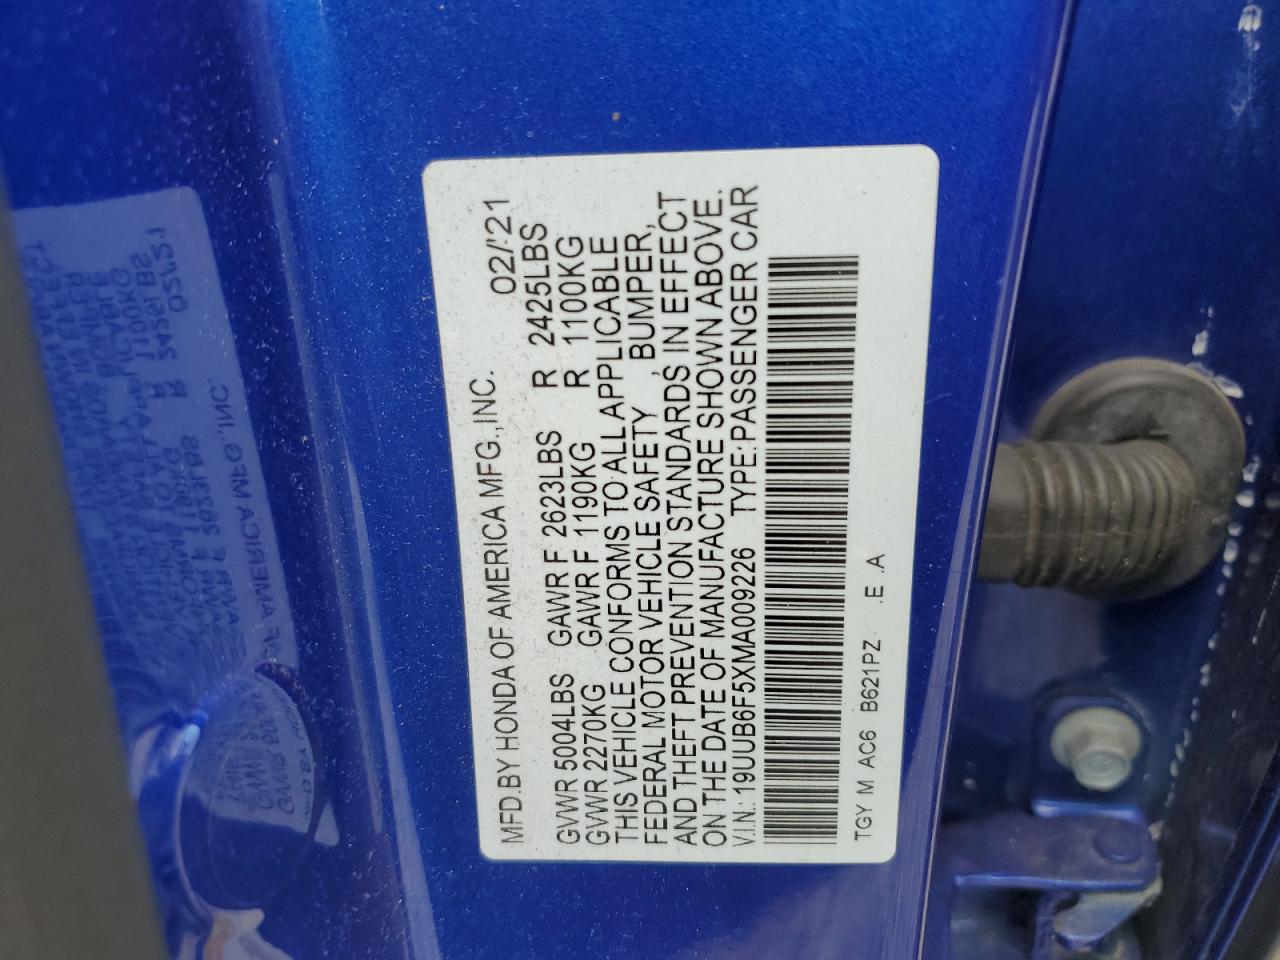 MFD.BY HONDA OF AMERICA MFG.,INC. 02/'21
GVWR 5004LBS GAWR F 2623LBS R 2425LBS
GVWR 2270KG GAWR F 1190KG R 1100KG
THIS VEHICLE CONFORMS TO ALL APPLICABLE
FEDERAL MOTOR VEHICLE SAFETY , BUMPER,
AND THEFT PREVENTION STANDARDS, IN EFFECT
ON THE DATE OF MANUFACTURE SHOWN ABOVE.
V.I.N.: 19UUB6F5XMA009226 TYPE:PASSENGER CAR
TGY M AC6 B621PZ .E .A